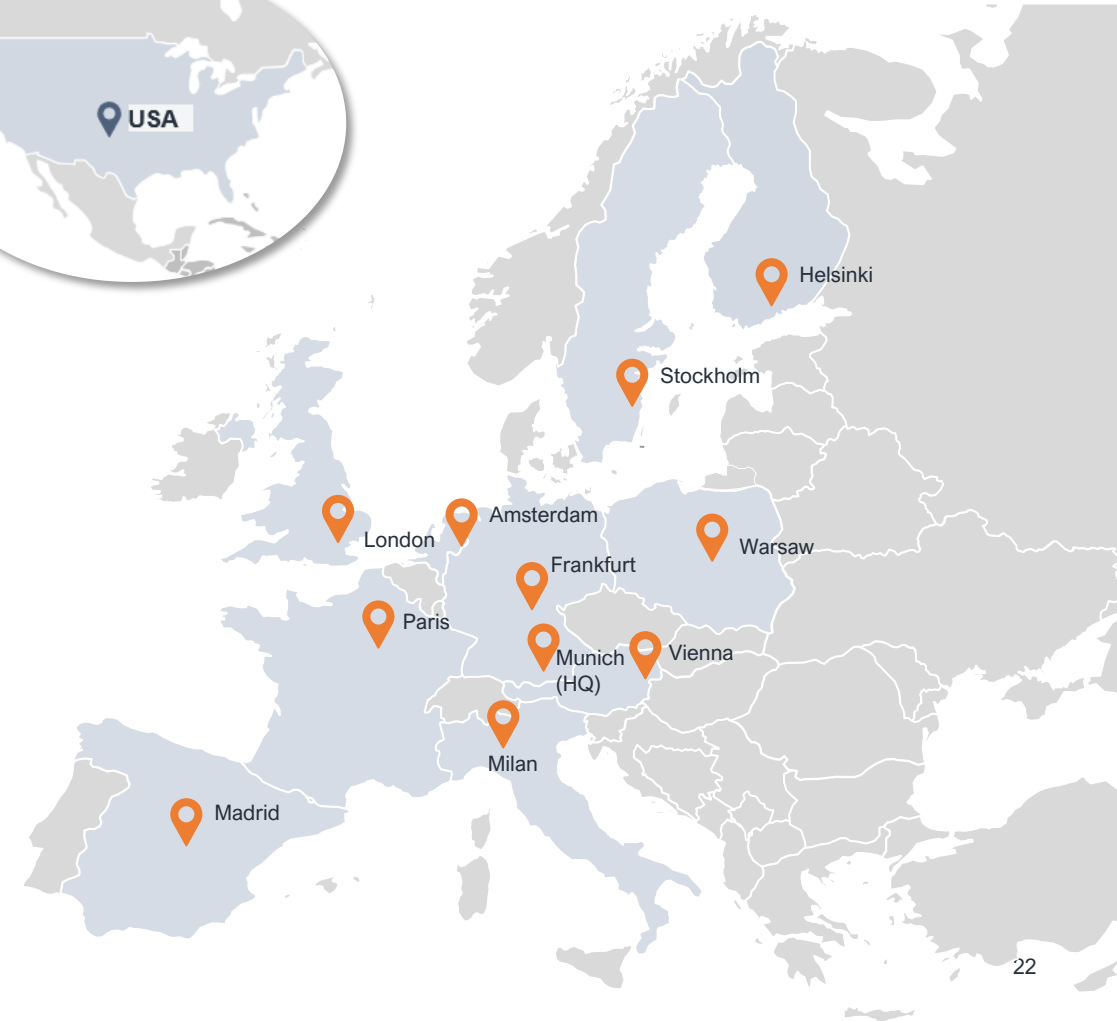 USA
Helsinki
Stockholm
Amsterdam
London
Warsaw
Frankfurt
Paris
Vienna
Munich
(HQ)
Milan
Madrid
22